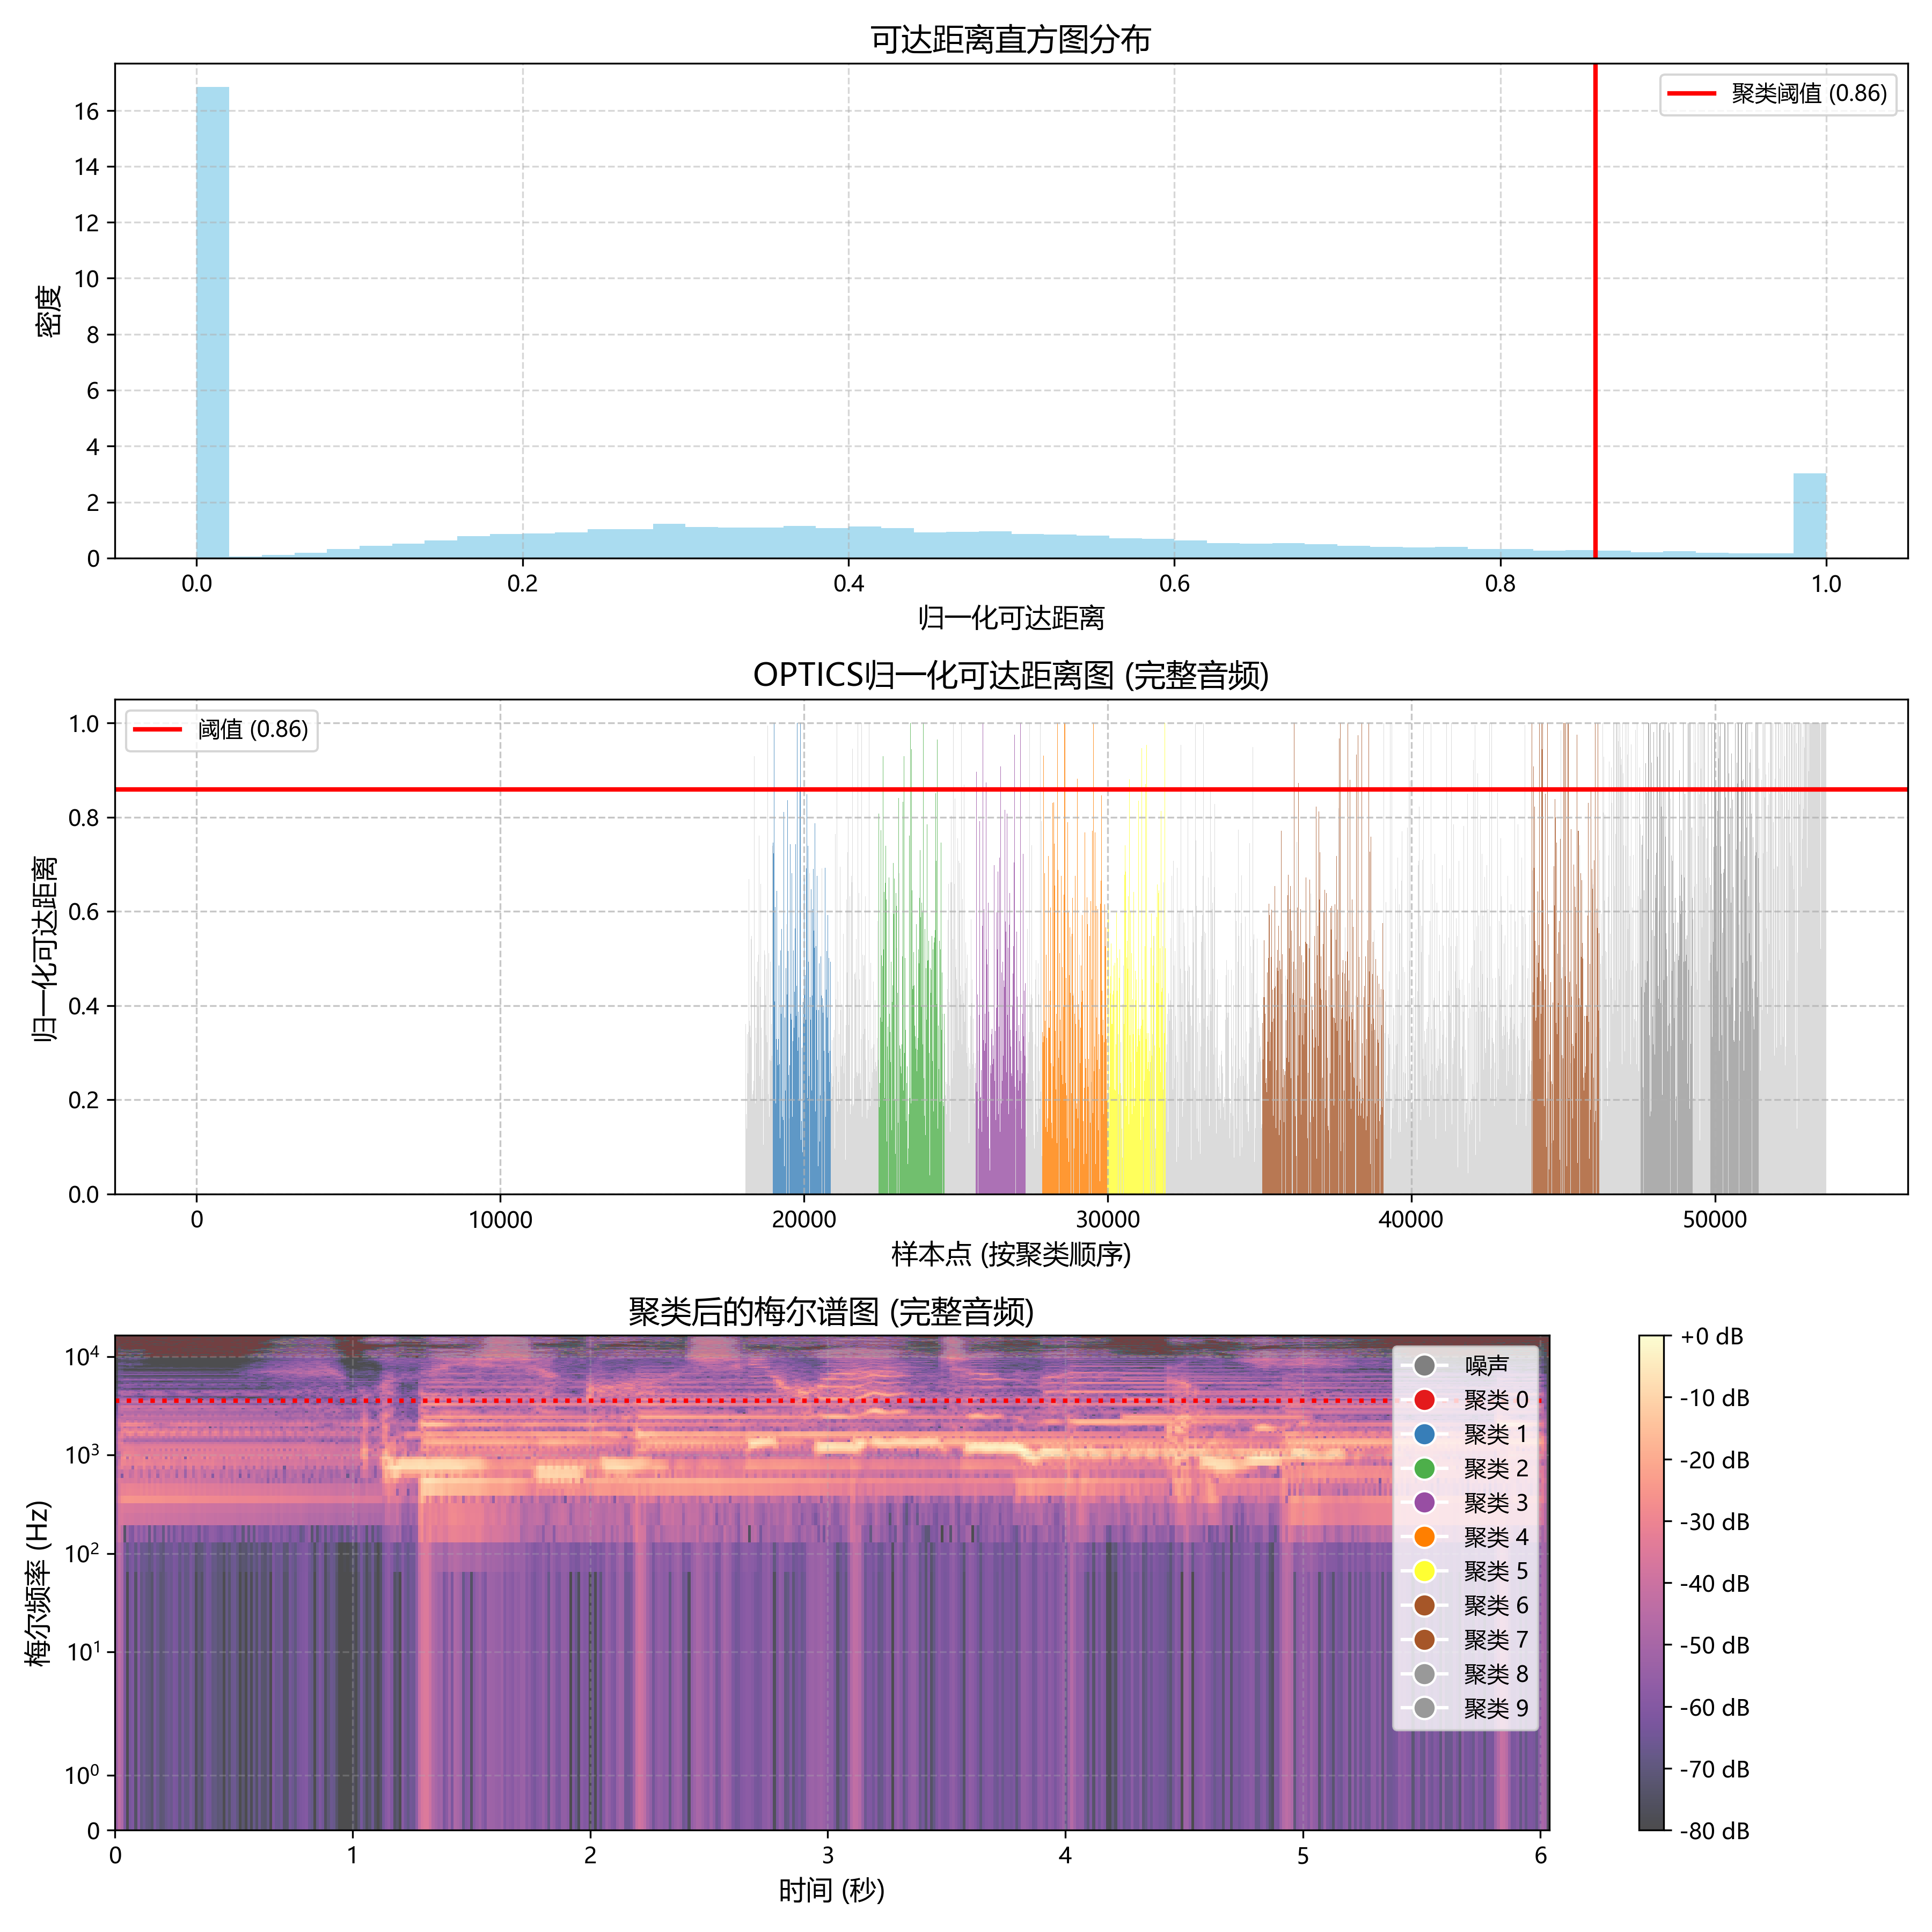 可达距离直方图分布
聚类阈值 (0.86)
密度
16
14
12
10
8
6
4
2
0
0.0 0.2 0.4 0.6 0.8 1.0
归一化可达距离
OPTICS归一化可达距离图 (完整音频)
阈值 (0.86)
归一化可达距离
1.0
0.8
0.6
0.4
0.2
0.0
0 10000 20000 30000 40000 50000
样本点 (按聚类顺序)
聚类后的梅尔谱图 (完整音频)
梅尔频率 (Hz)
10⁴
10³
10²
10¹
10⁰
0
0 1 2 3 4 5 6
时间 (秒)
噪声
聚类 0
聚类 1
聚类 2
聚类 3
聚类 4
聚类 5
聚类 6
聚类 7
聚类 8
聚类 9
+0 dB
-10 dB
-20 dB
-30 dB
-40 dB
-50 dB
-60 dB
-70 dB
-80 dB